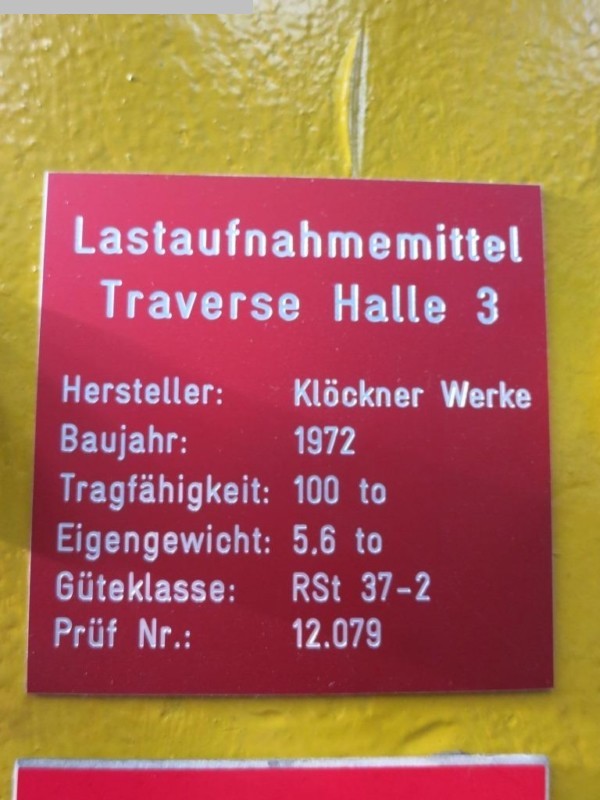 Lastaufnahmemittel
Traverse Halle 3
Hersteller: Klöckner Werke
Baujahr: 1972
Tragfähigkeit: 100 to
Eigengewicht: 5.6 to
Güteklasse: RSt 37-2
Prüf Nr.: 12.079